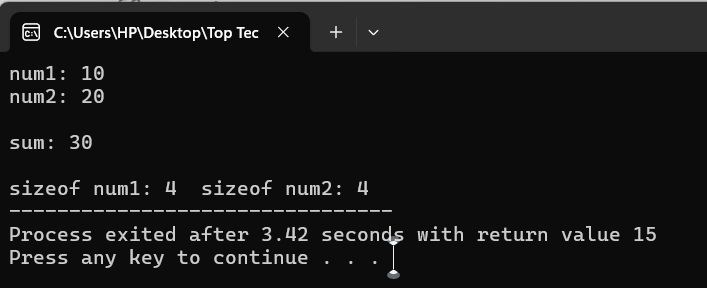 C:\Users\HP\Desktop\Top Tec
num1: 10
num2: 20
sum: 30
sizeof num1: 4  sizeof num2: 4
--------------------------------
Process exited after 3.42 seconds with return value 15
Press any key to continue . . .